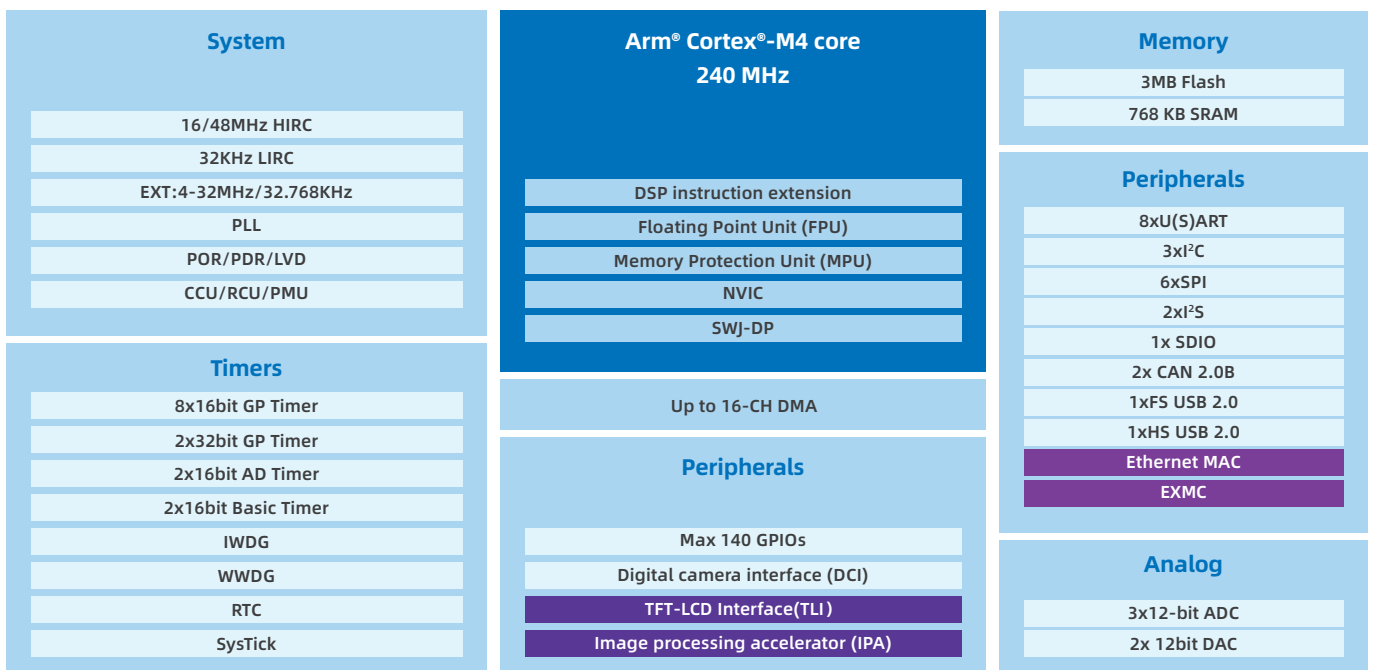 System
16/48MHz HIRC
32KHz LIRC
EXT:4-32MHz/32.768KHz
PLL
POR/PDR/LVD
CCU/RCU/PMU
Timers
8x16bit GP Timer
2x32bit GP Timer
2x16bit AD Timer
2x16bit Basic Timer
IWDG
WWDG
RTC
SysTick
Arm® Cortex®-M4 core
240 MHz
DSP instruction extension
Floating Point Unit (FPU)
Memory Protection Unit (MPU)
NVIC
SWJ-DP
Up to 16-CH DMA
Peripherals
Max 140 GPIOs
Digital camera interface (DCI)
TFT-LCD Interface(TLI)
Image processing accelerator (IPA)
Memory
3MB Flash
768 KB SRAM
Peripherals
8xU(S)ART
3xI²C
6xSPI
2xI²S
1x SDIO
2x CAN 2.0B
1xFS USB 2.0
1xHS USB 2.0
Ethernet MAC
EXMC
Analog
3x12-bit ADC
2x 12bit DAC